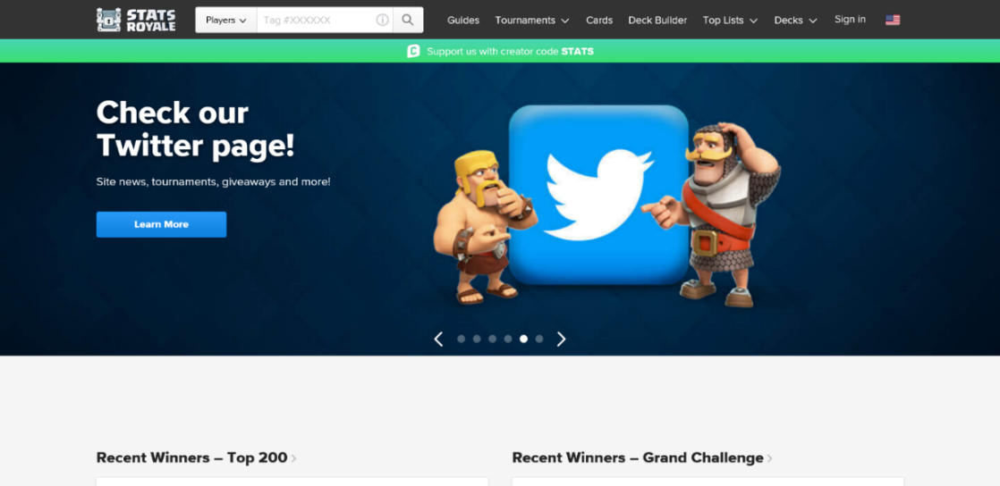 STATS
ROYALE
Players
Tag #XXXXXX
Guides
Tournaments
Cards
Deck Builder
Top Lists
Decks
Sign in
Support us with creator code STATS
Check our
Twitter page!
Site news, tournaments, giveaways and more!
Learn More
Recent Winners – Top 200
Recent Winners – Grand Challenge